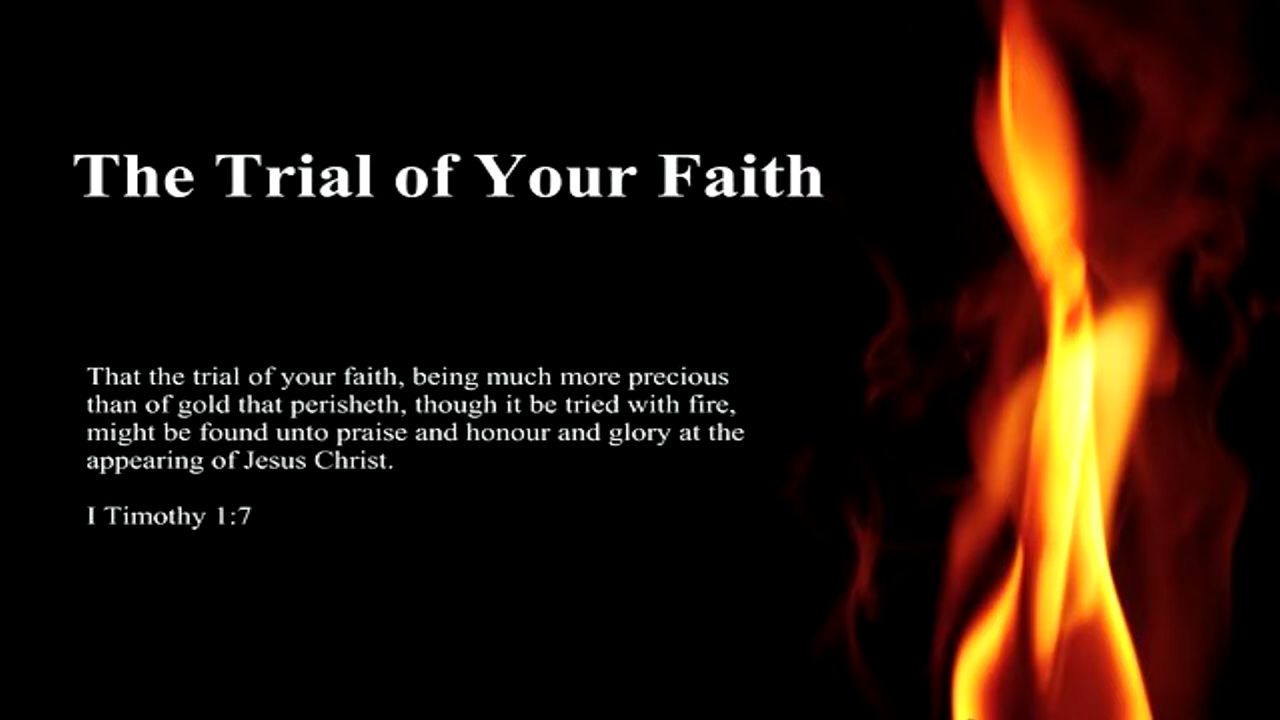 The Trial of Your Faith
That the trial of your faith, being much more precious
than of gold that perisheth, though it be tried with fire,
might be found unto praise and honour and glory at the
appearing of Jesus Christ.
I Timothy 1:7